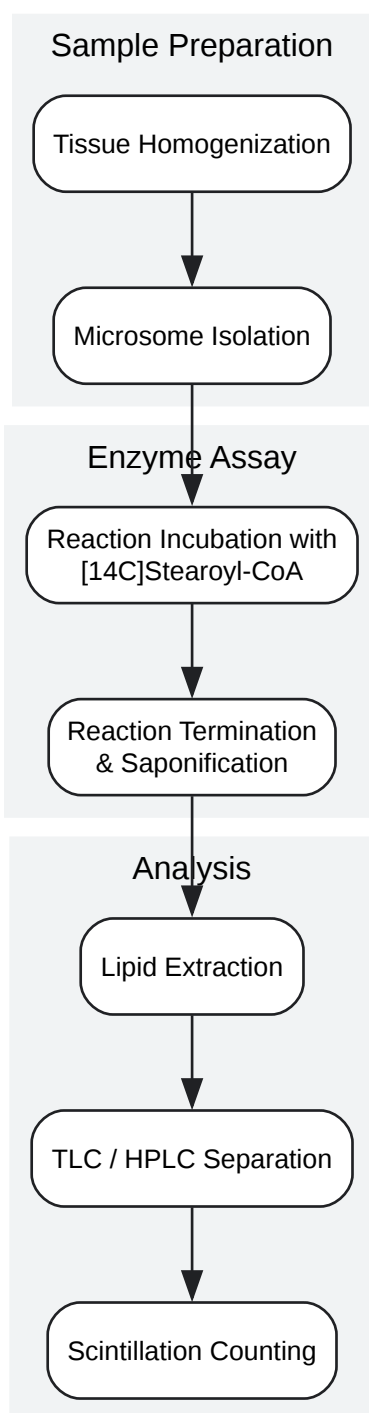 Sample Preparation
Tissue Homogenization
Microsome Isolation
Enzyme Assay
Reaction Incubation with
[14C]Stearoyl-CoA
Reaction Termination
& Saponification
Analysis
Lipid Extraction
TLC / HPLC Separation
Scintillation Counting